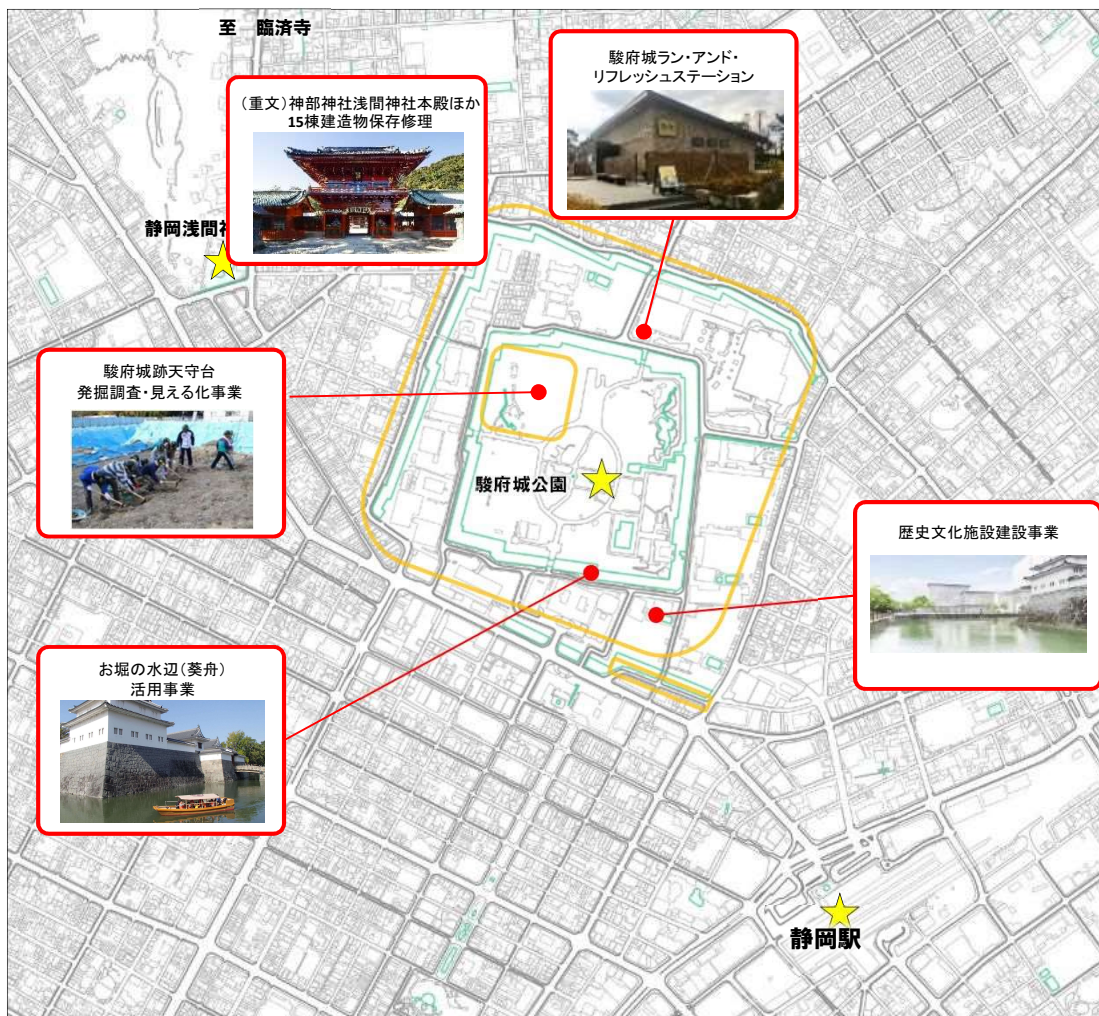 至 臨済寺
駿府城ラン・アンド・
リフレッシュステーション
(重文)神部神社浅間神社本殿ほか
15棟建造物保存修理
静岡浅間神
駿府城跡天守台
発掘調査・見える化事業
駿府城公園
歴史文化施設建設事業
お堀の水辺(葵舟)
活用事業
静岡駅